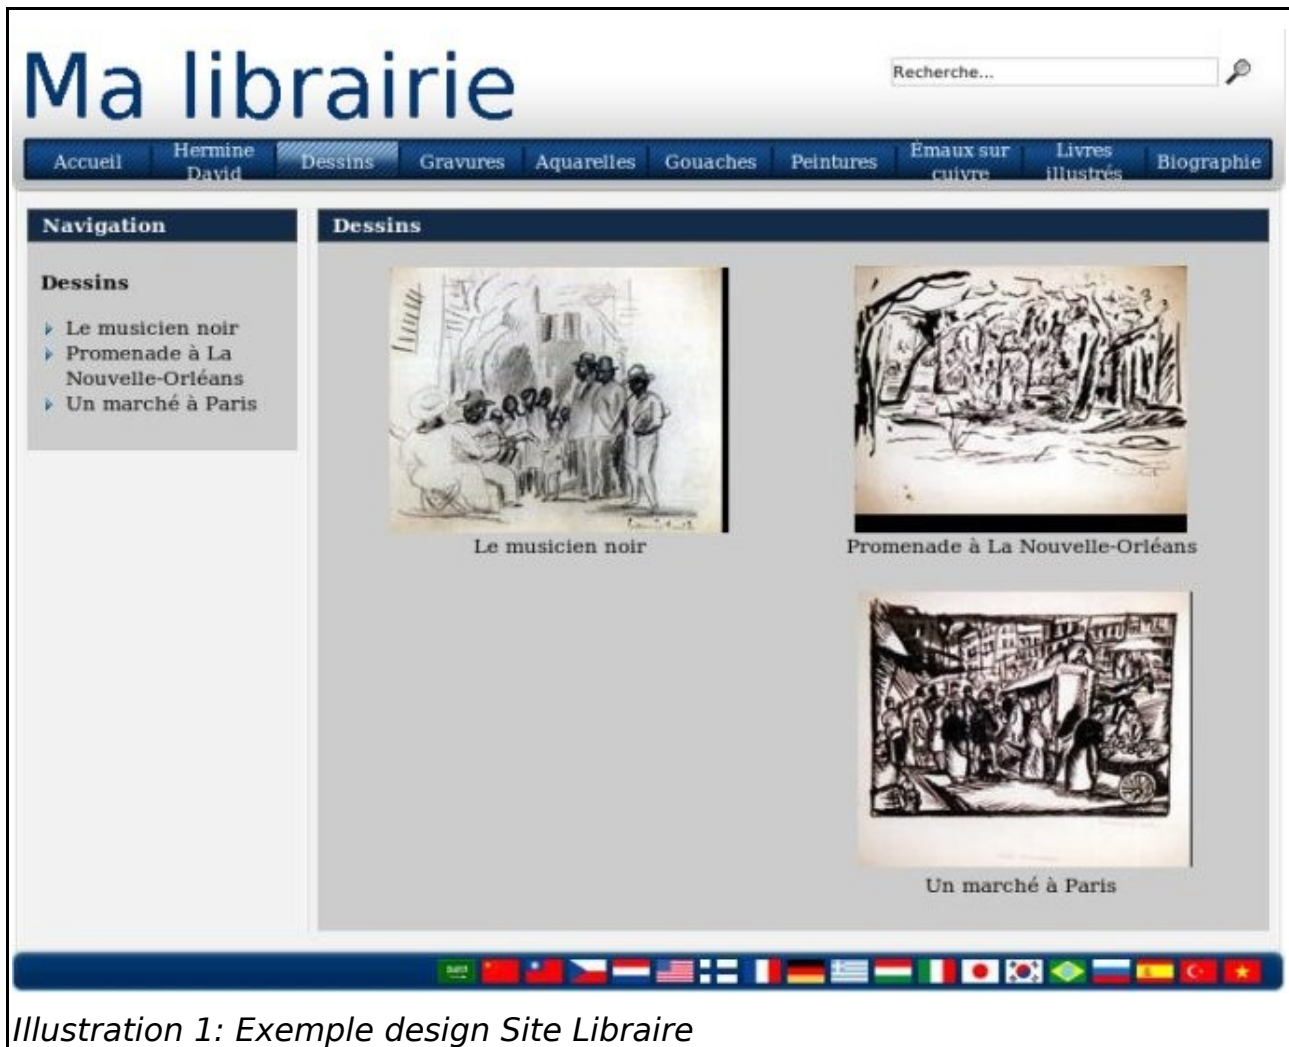 Ma librairie
Recherche...
Accueil
Hermine
David
Dessins
Gravures
Aquarelles
Gouaches
Peintures
Émaux sur
cuivre
Livres
illustrés
Biographie
Navigation
Dessins
Le musicien noir
Promenade à La
Nouvelle-Orléans
Un marché à Paris
Dessins
Le musicien noir
Promenade à La Nouvelle-Orléans
Un marché à Paris
Illustration 1: Exemple design Site Libraire